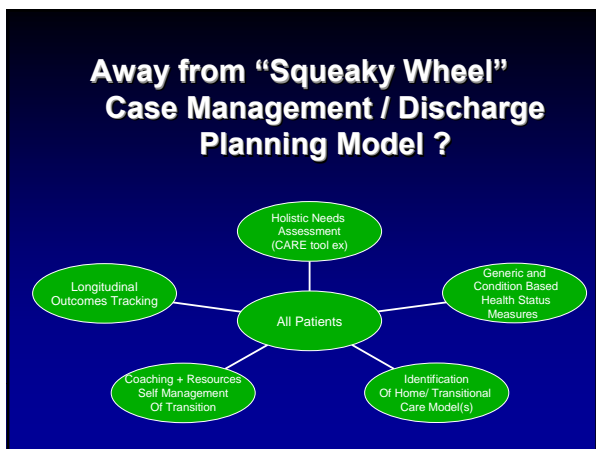 Away from “Squeaky Wheel”
Case Management / Discharge
Planning Model ?
Holistic Needs
Assessment
(CARE tool ex)
Longitudinal
Outcomes Tracking
Generic and
Condition Based
Health Status
Measures
All Patients
Coaching + Resources
Self Management
Of Transition
Identification
Of Home/ Transitional
Care Model(s)